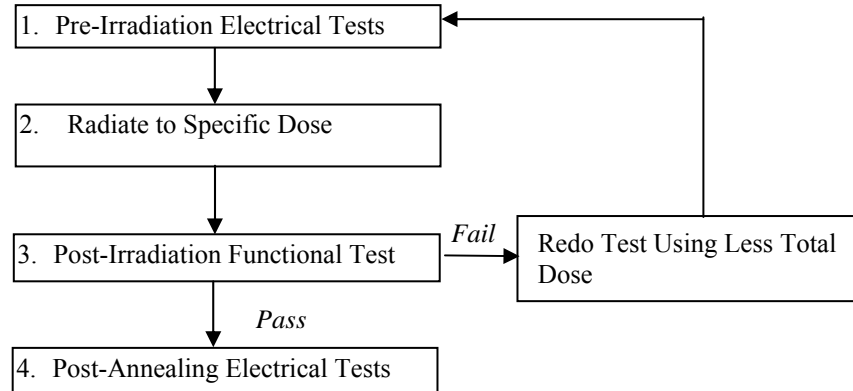 1. Pre-Irradiation Electrical Tests
2. Radiate to Specific Dose
3. Post-Irradiation Functional Test
Fail
Redo Test Using Less Total
Dose
Pass
4. Post-Annealing Electrical Tests